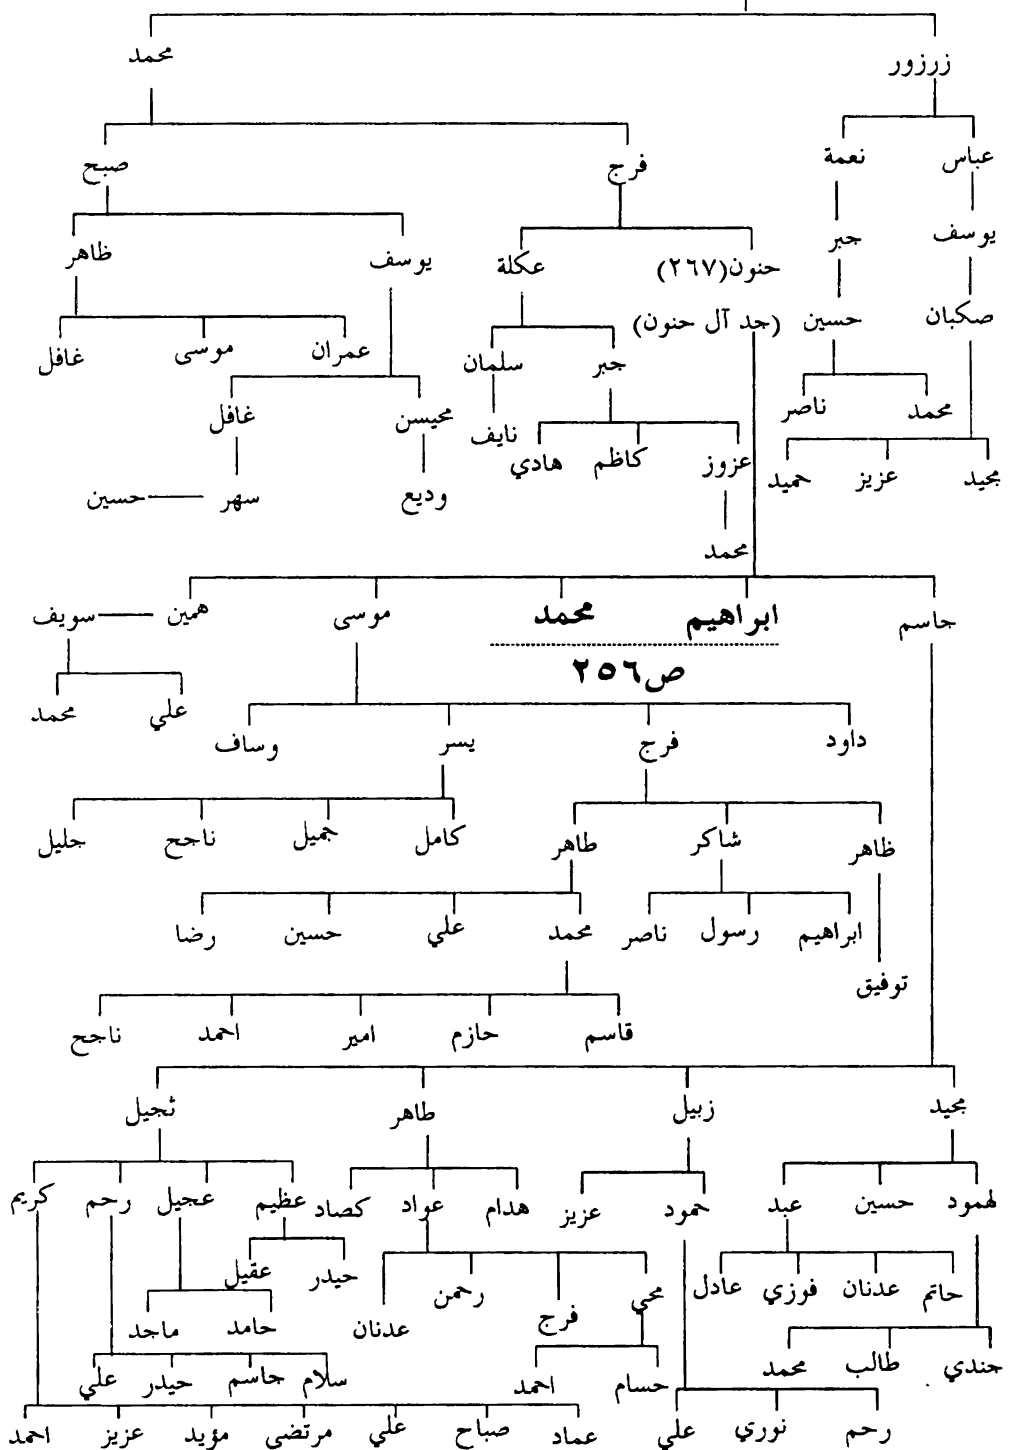 زرزور محمد
عباس نعمة فرج صبح
يوسف جبر حنون(٢٦٧) عكلة يوسف ظاهر
صكبان حسين (جد آل حنون) جبر سلمان عمران موسى غافل
محمد ناصر محيسن غافل
مجيد عزيز حميد عزوز كاظم هادي نايف وديع سهر حسين
محمد
جاسم ابراهيم محمد موسى همين سويف
ص٢٥٦
علي محمد
داود فرج يسر وساف
ظاهر شاكر طاهر كامل جميل ناجح جليل
ابراهيم رسول ناصر محمد علي حسين رضا
توفيق
قاسم حازم امير احمد ناجح
مجيد زبيل طاهر ثجيل
لهمود حسين عبد حمود عزيز هدام عواد كصاد عظيم عجيل رحم كريم
حاتم عدنان فوزي عادل محي فرج رحمن عدنان حيدر عقيل
حامد ماجد
جندي طالب محمد حسام احمد سلام جاسم حيدر علي
رحم نوري علي عماد صباح علي مرتضى مؤيد عزيز احمد